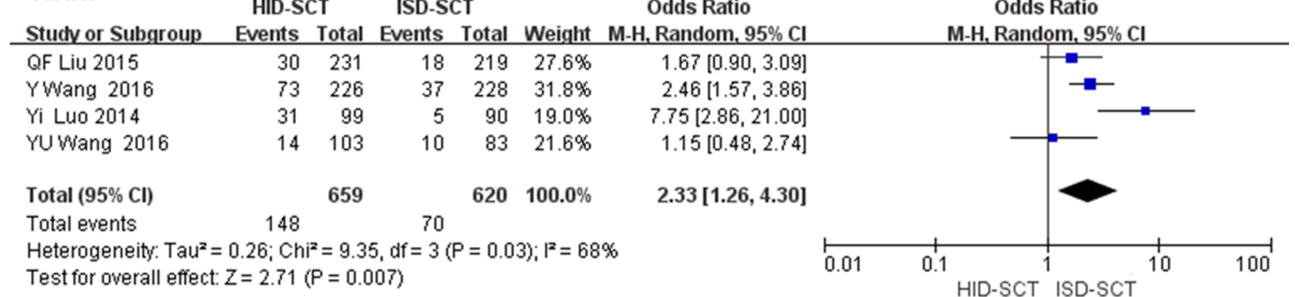 HID-SCT ISD-SCT Odds Ratio Odds Ratio
Study or Subgroup Events Total Events Total Weight M-H, Random, 95% CI M-H, Random, 95% CI
QF Liu 2015 30 231 18 219 27.6% 1.67 [0.90, 3.09]
Y Wang 2016 73 226 37 228 31.8% 2.46 [1.57, 3.86]
Yi Luo 2014 31 99 5 90 19.0% 7.75 [2.86, 21.00]
YU Wang 2016 14 103 10 83 21.6% 1.15 [0.48, 2.74]
Total (95% CI) 659 620 100.0% 2.33 [1.26, 4.30]
Total events 148 70
Heterogeneity: Tau² = 0.26; Chi² = 9.35, df = 3 (P = 0.03); I² = 68%
Test for overall effect: Z = 2.71 (P = 0.007)
0.01 0.1 1 10 100
HID-SCT ISD-SCT